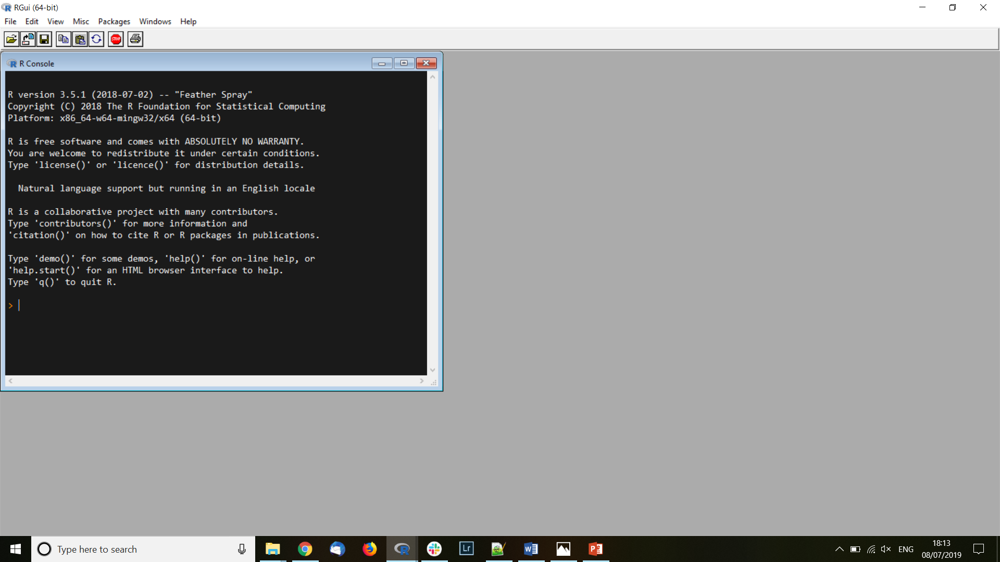 RGui (64-bit)
File Edit View Misc Packages Windows Help
STOP
R Console
R version 3.5.1 (2018-07-02) -- "Feather Spray"
Copyright (C) 2018 The R Foundation for Statistical Computing
Platform: x86_64-w64-mingw32/x64 (64-bit)
R is free software and comes with ABSOLUTELY NO WARRANTY.
You are welcome to redistribute it under certain conditions.
Type 'license()' or 'licence()' for distribution details.
Natural language support but running in an English locale
R is a collaborative project with many contributors.
Type 'contributors()' for more information and
'citation()' on how to cite R or R packages in publications.
Type 'demo()' for some demos, 'help()' for on-line help, or
'help.start()' for an HTML browser interface to help.
Type 'q()' to quit R.
>
Type here to search
Lr
ENG
18:13
08/07/2019